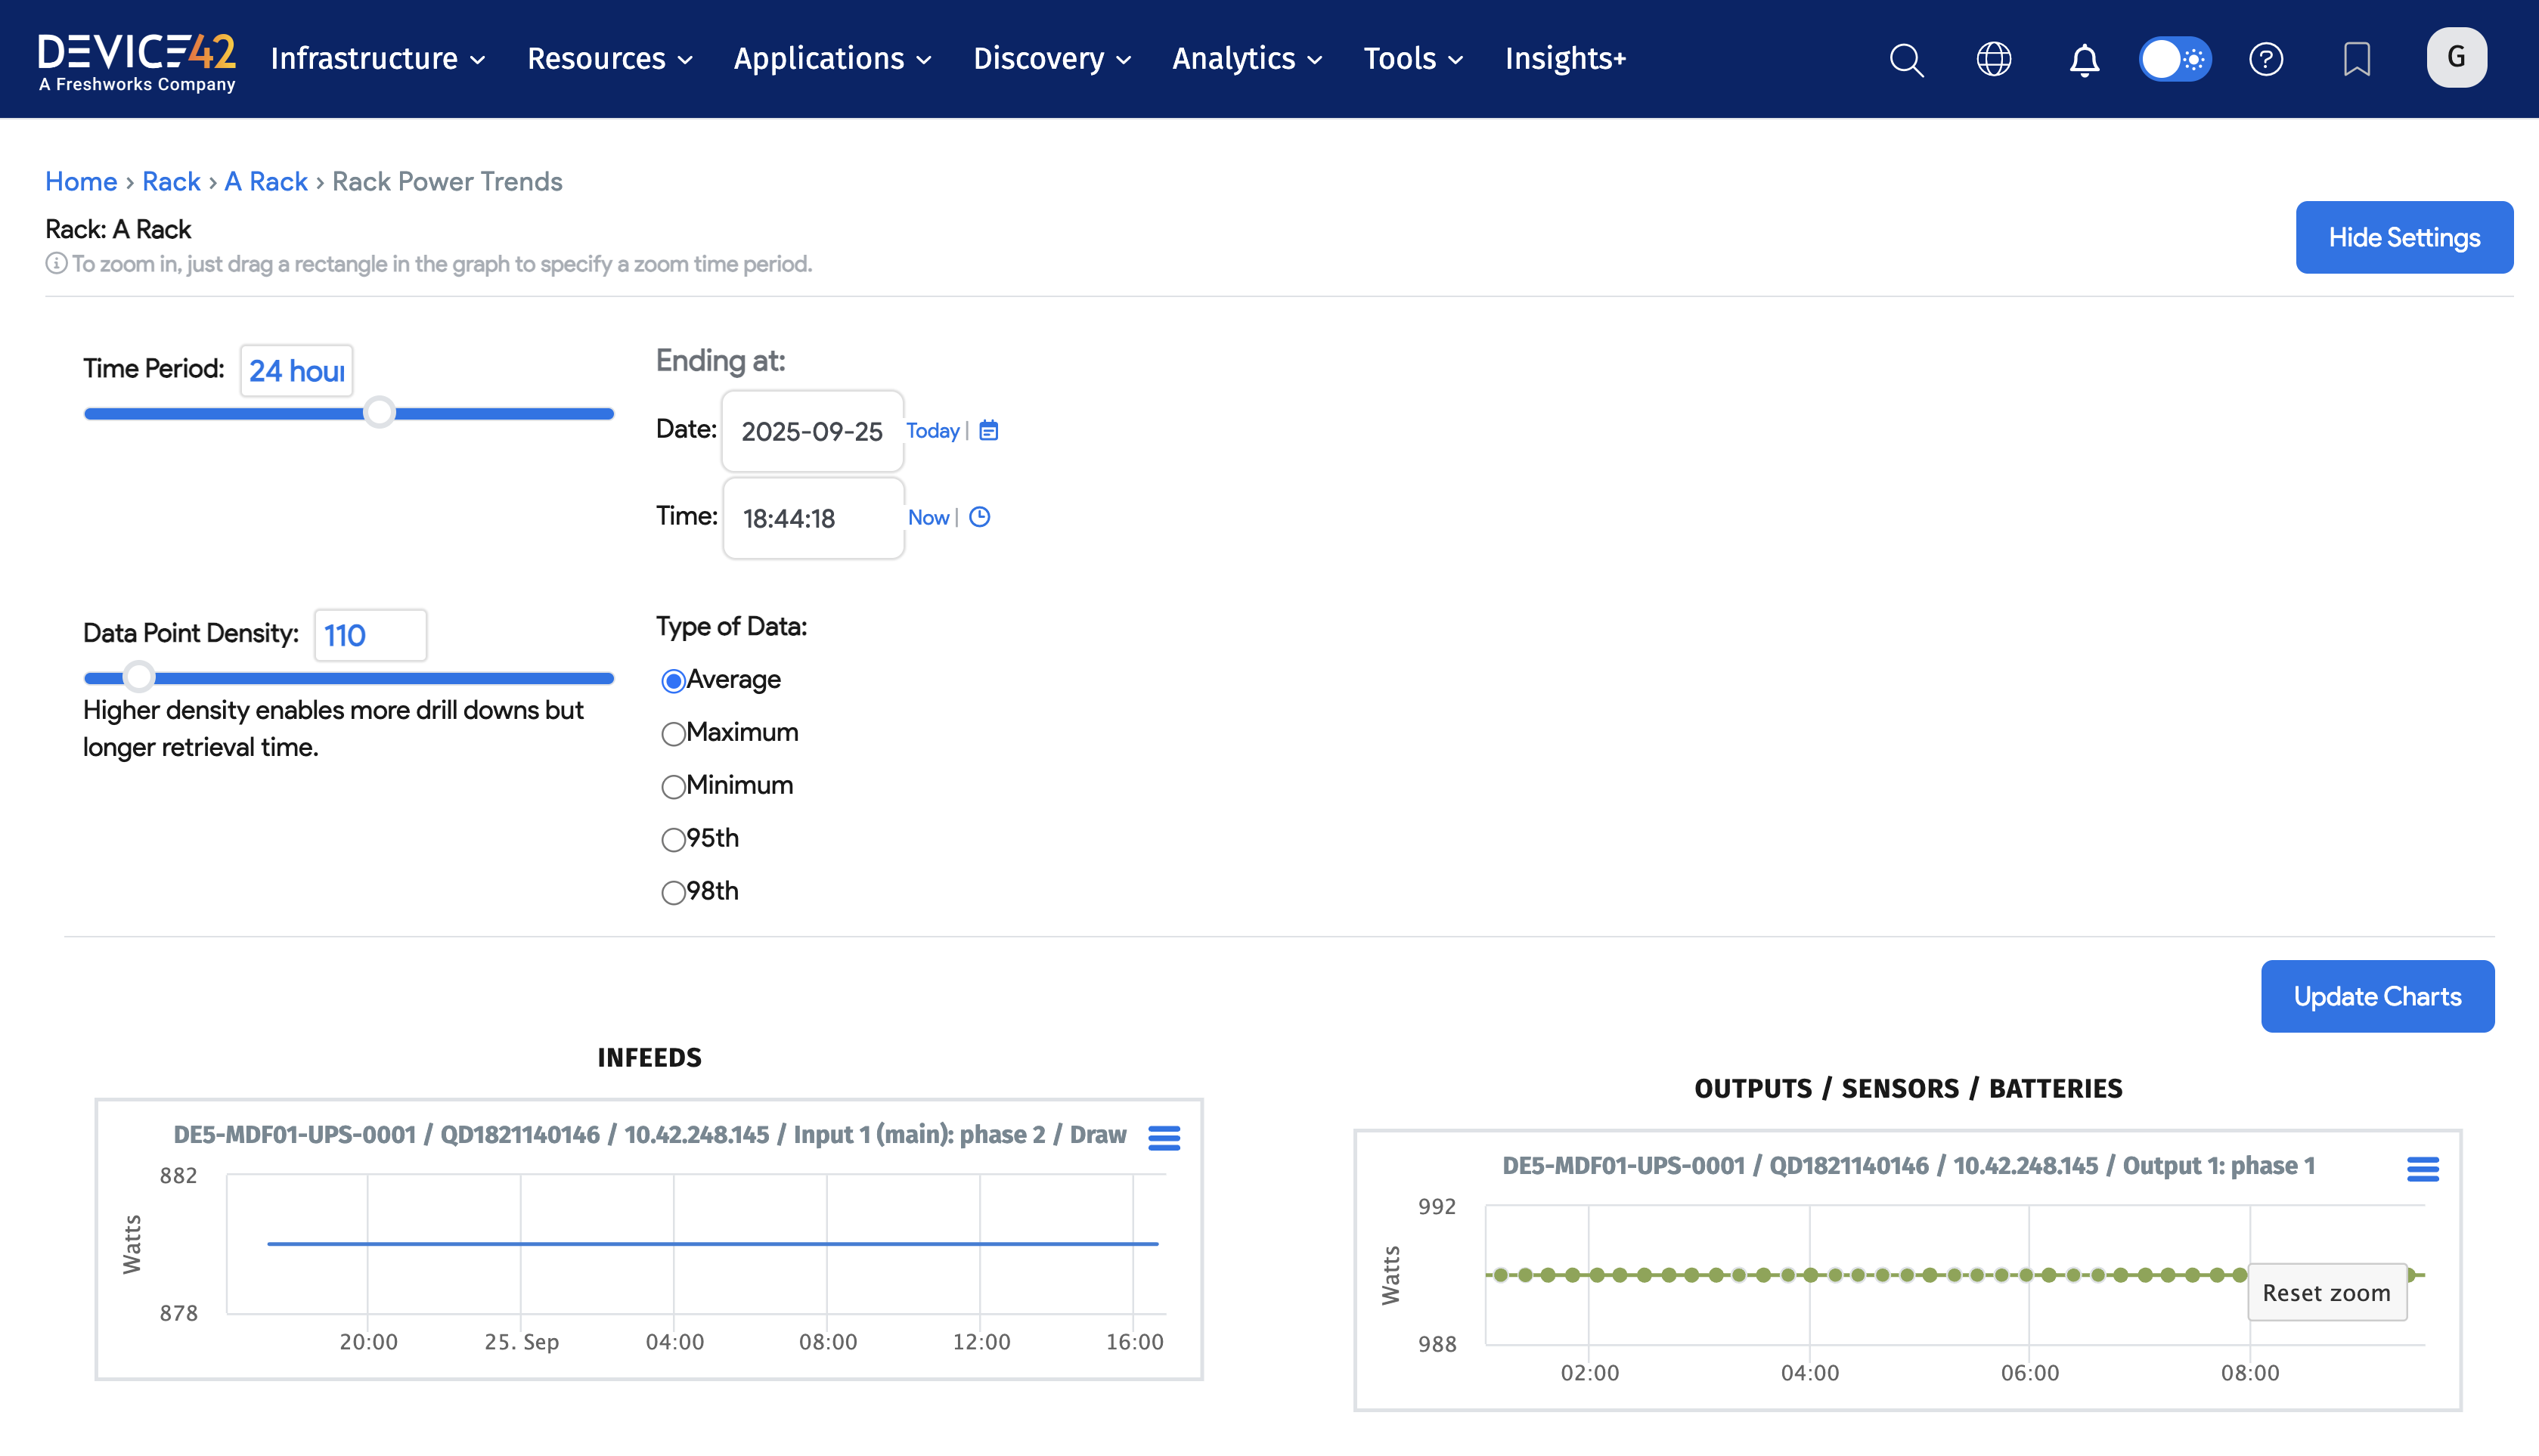 DEVICE42
A Freshworks Company
Infrastructure Resources Applications Discovery Analytics Tools Insights+
G
Home › Rack › A Rack › Rack Power Trends
Rack: A Rack
To zoom in, just drag a rectangle in the graph to specify a zoom time period.
Hide Settings
Time Period: 24 hour
Ending at:
Date: 2025-09-25 Today |
Time: 18:44:18 Now |
Data Point Density: 110
Higher density enables more drill downs but
longer retrieval time.
Type of Data:
Average
Maximum
Minimum
95th
98th
Update Charts
INFEEDS
DE5-MDF01-UPS-0001 / QD1821140146 / 10.42.248.145 / Input 1 (main): phase 2 / Draw
882
Watts
878
20:00 25. Sep 04:00 08:00 12:00 16:00
OUTPUTS / SENSORS / BATTERIES
DE5-MDF01-UPS-0001 / QD1821140146 / 10.42.248.145 / Output 1: phase 1
992
Watts
Reset zoom
988
02:00 04:00 06:00 08:00